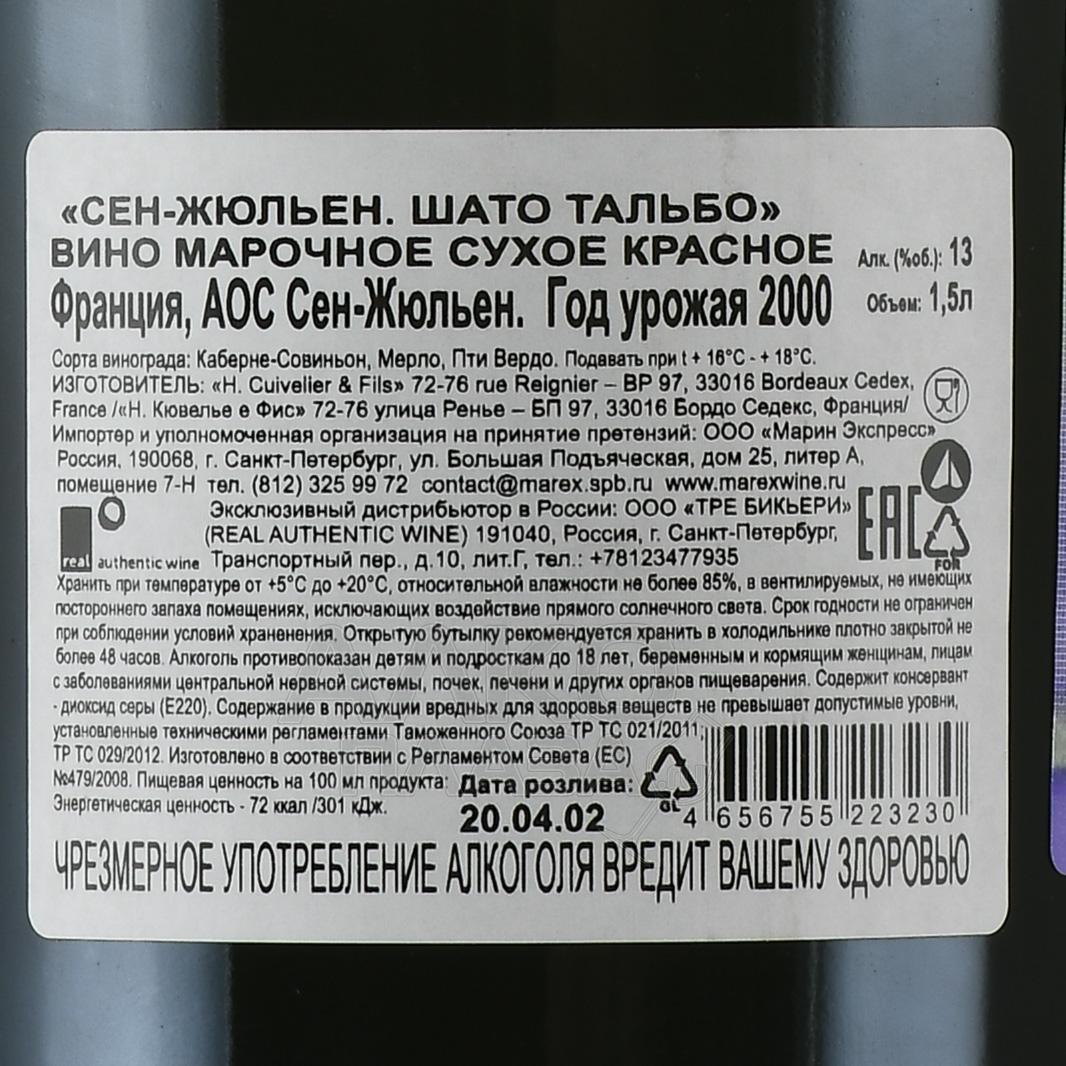 «СЕН-ЖЮЛЬЕН. ШАТО ТАЛЬБО»
ВИНО МАРОЧНОЕ СУХОЕ КРАСНОЕ Алк. (%об.): 13
Франция, АОС Сен-Жюльен. Год урожая 2000 Объем: 1,5л
Сорта винограда: Каберне-Совиньон, Мерло, Пти Вердо. Подавать при t + 16°C - + 18°C.
ИЗГОТОВИТЕЛЬ: «Н. Cuivelier & Fils» 72-76 rue Reignier – BP 97, 33016 Bordeaux Cedex,
France /«Н. Кювелье е Фис» 72-76 улица Ренье – БП 97, 33016 Бордо Седекс, Франция/
Импортер и уполномоченная организация на принятие претензий: ООО «Марин Экспресс»
Россия, 190068, г. Санкт-Петербург, ул. Большая Подъяческая, дом 25, литер А,
помещение 7-Н тел. (812) 325 99 72 contact@marex.spb.ru www.marexwine.ru
Эксклюзивный дистрибьютор в России: ООО «ТРЕ БИКЬЕРИ»
(REAL AUTHENTIC WINE) 191040, Россия, г. Санкт-Петербург,
real authentic wine Транспортный пер., д.10, лит.Г, тел.: +78123477935
EAC
FOR
Хранить при температуре от +5°C до +20°C, относительной влажности не более 85%, в вентилируемых, не имеющих
постороннего запаха помещениях, исключающих воздействие прямого солнечного света. Срок годности не ограничен
при соблюдении условий храненения. Открытую бутылку рекомендуется хранить в холодильнике плотно закрытой не
более 48 часов. Алкоголь противопоказан детям и подросткам до 18 лет, беременным и кормящим женщинам, лицам
с заболеваниями центральной нервной системы, почек, печени и других органов пищеварения. Содержит консервант
- диоксид серы (Е220). Содержание в продукции вредных для здоровья веществ не превышает допустимые уровни,
установленные техническими регламентами Таможенного Союза ТР ТС 021/2011;
ТР ТС 029/2012. Изготовлено в соответствии с Регламентом Совета (ЕС)
№479/2008. Пищевая ценность на 100 мл продукта: Дата розлива:
Энергетическая ценность - 72 ккал /301 кДж. 20.04.02
GL
4 656755 223230
ЧРЕЗМЕРНОЕ УПОТРЕБЛЕНИЕ АЛКОГОЛЯ ВРЕДИТ ВАШЕМУ ЗДОРОВЬЮ